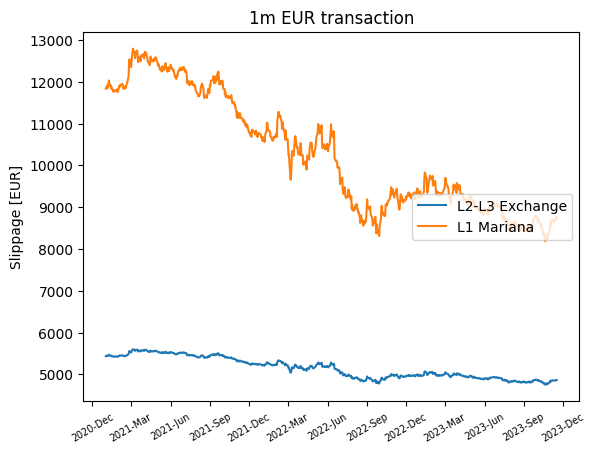 1m EUR transaction
Slippage [EUR]
13000
12000
11000
10000
9000
8000
7000
6000
5000
L2-L3 Exchange
L1 Mariana
2020-Dec
2021-Mar
2021-Jun
2021-Sep
2021-Dec
2022-Mar
2022-Jun
2022-Sep
2022-Dec
2023-Mar
2023-Jun
2023-Sep
2023-Dec